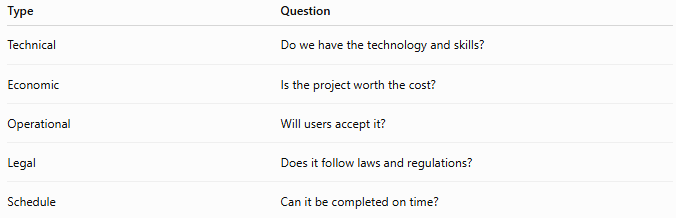 Type Question
Technical Do we have the technology and skills?
Economic Is the project worth the cost?
Operational Will users accept it?
Legal Does it follow laws and regulations?
Schedule Can it be completed on time?